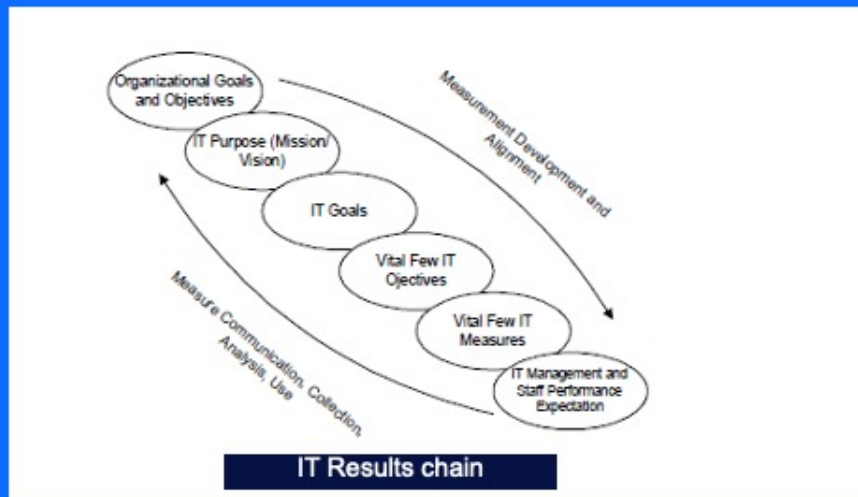 Organizational Goals
and Objectives
IT Purpose (Mission/
Vision)
IT Goals
Vital Few IT
Ojectives
Vital Few IT
Measures
IT Management and
Staff Performance
Expectation
Measurement Development and
Alignment
Measure Communication, Collection,
Analysis, Use
IT Results chain